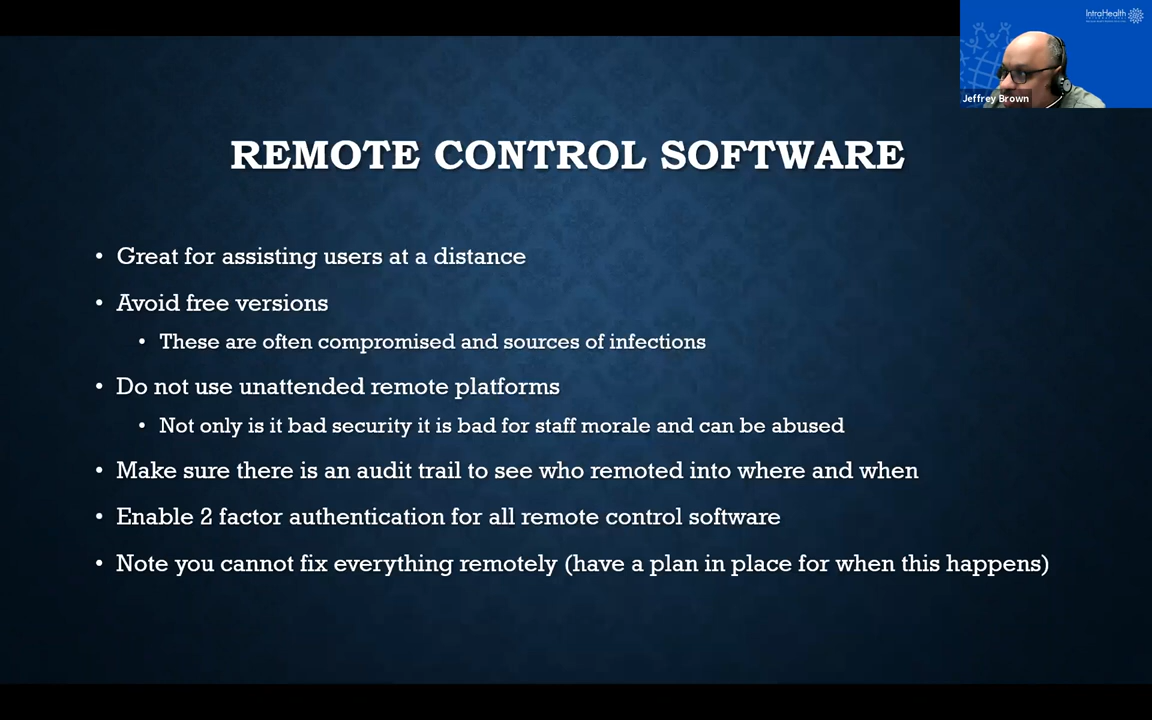 IntraHealth
Jeffrey Brown
REMOTE CONTROL SOFTWARE
• Great for assisting users at a distance
• Avoid free versions
• These are often compromised and sources of infections
• Do not use unattended remote platforms
• Not only is it bad security it is bad for staff morale and can be abused
• Make sure there is an audit trail to see who remoted into where and when
• Enable 2 factor authentication for all remote control software
• Note you cannot fix everything remotely (have a plan in place for when this happens)